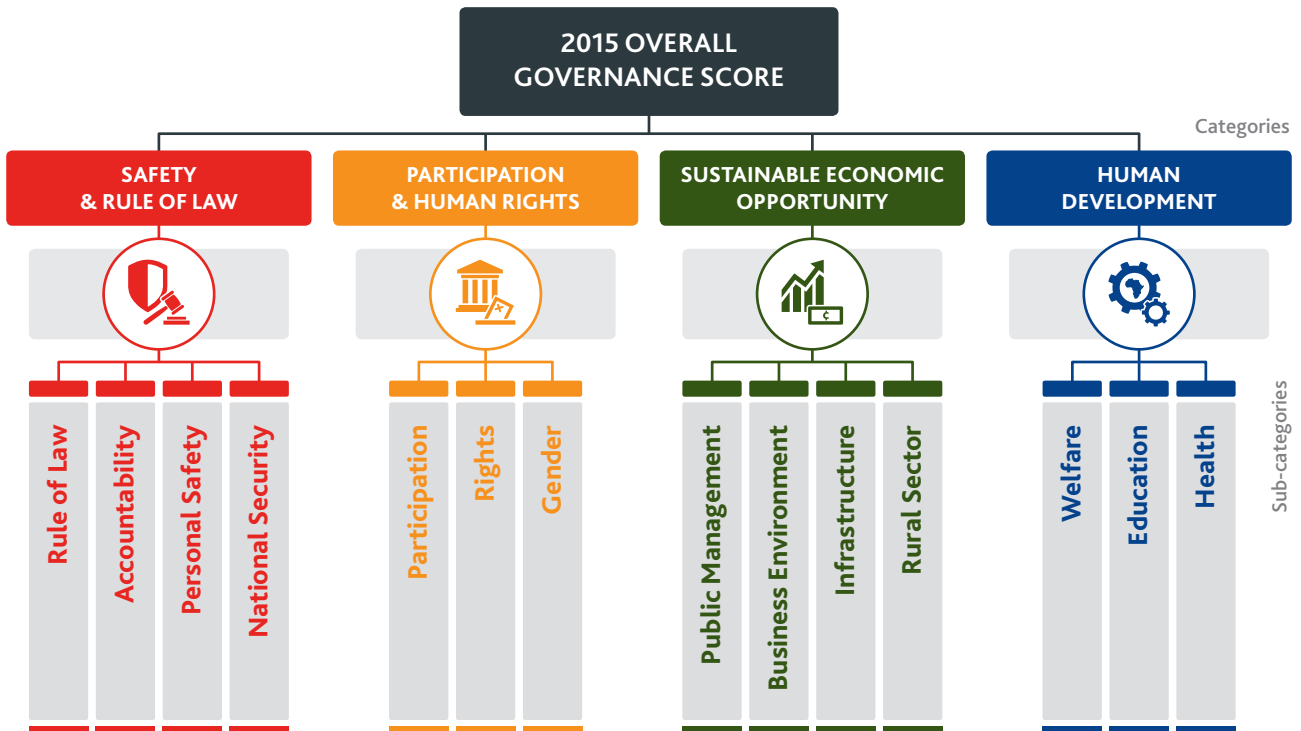 2015 OVERALL
GOVERNANCE SCORE
Categories
SAFETY
& RULE OF LAW
PARTICIPATION
& HUMAN RIGHTS
SUSTAINABLE ECONOMIC
OPPORTUNITY
HUMAN
DEVELOPMENT
¢
Rule of Law
Accountability
Personal Safety
National Security
Participation
Rights
Gender
Public Management
Business Environment
Infrastructure
Rural Sector
Welfare
Education
Health
Sub-categories